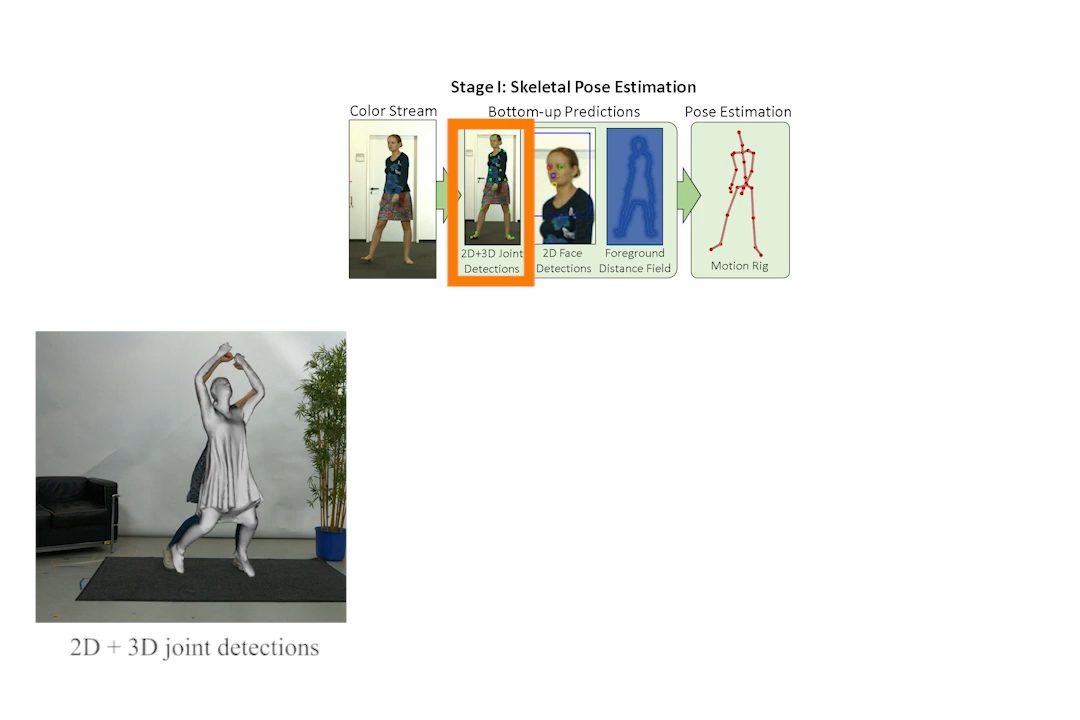 Stage I: Skeletal Pose Estimation
Color Stream
Bottom-up Predictions
Pose Estimation
2D+3D Joint
Detections
2D Face
Detections
Foreground
Distance Field
Motion Rig
2D + 3D joint detections